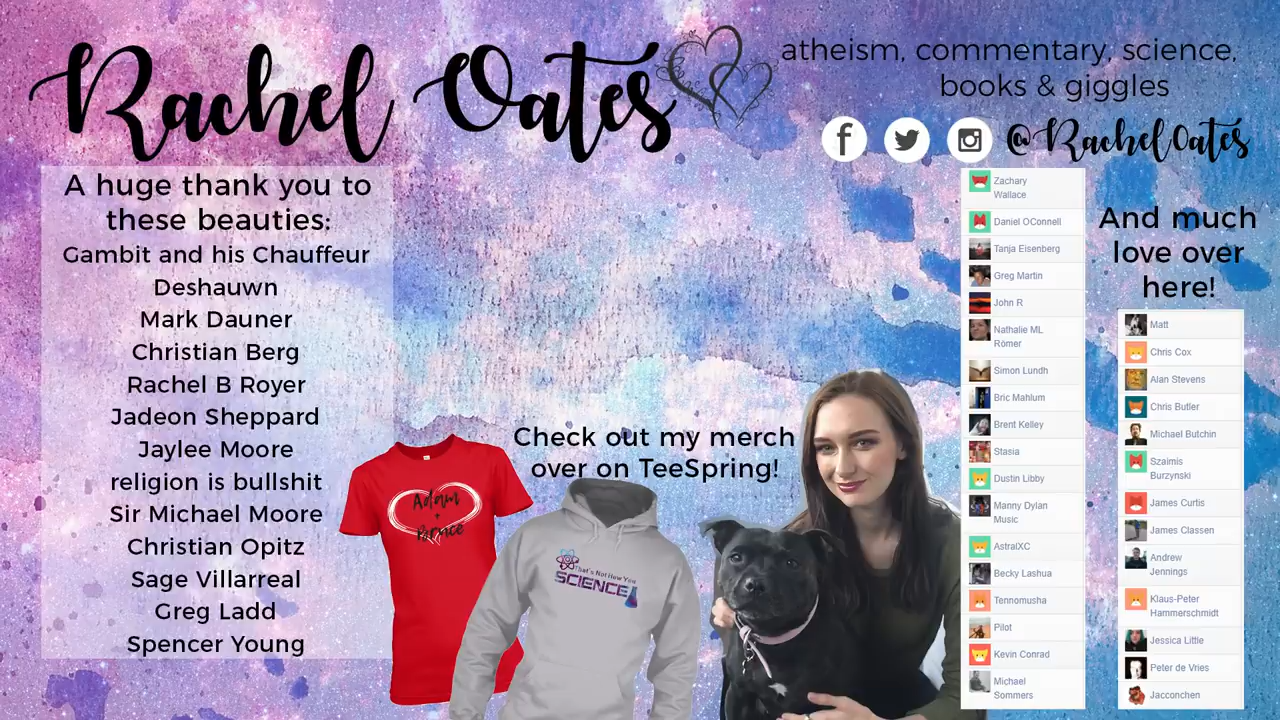 Rachel Oates
atheism, commentary, science,
books & giggles
@RachelOates
A huge thank you to
these beauties:
Gambit and his Chauffeur
Deshauwn
Mark Dauner
Christian Berg
Rachel B Royer
Jadeon Sheppard
Jaylee Moore
religion is bullshit
Sir Michael Moore
Christian Opitz
Sage Villarreal
Greg Ladd
Spencer Young
Check out my merch
over on TeeSpring!
Adam
+
That's Not How You
SCIENCE
Zachary
Wallace
Daniel OConnell
Tanja Eisenberg
Greg Martin
John R
Nathalie ML
Römer
Simon Lundh
Bric Mahlum
Brent Kelley
Stasia
Dustin Libby
Manny Dylan
Music
AstralXC
Becky Lashua
Tennomusha
Pilot
Kevin Conrad
Michael
Sommers
And much
love over
here!
Matt
Chris Cox
Alan Stevens
Chris Butler
Michael Butchin
Szaimis
Burzynski
James Curtis
James Classen
Andrew
Jennings
Klaus-Peter
Hammerschmidt
Jessica Little
Peter de Vries
Jacconchen